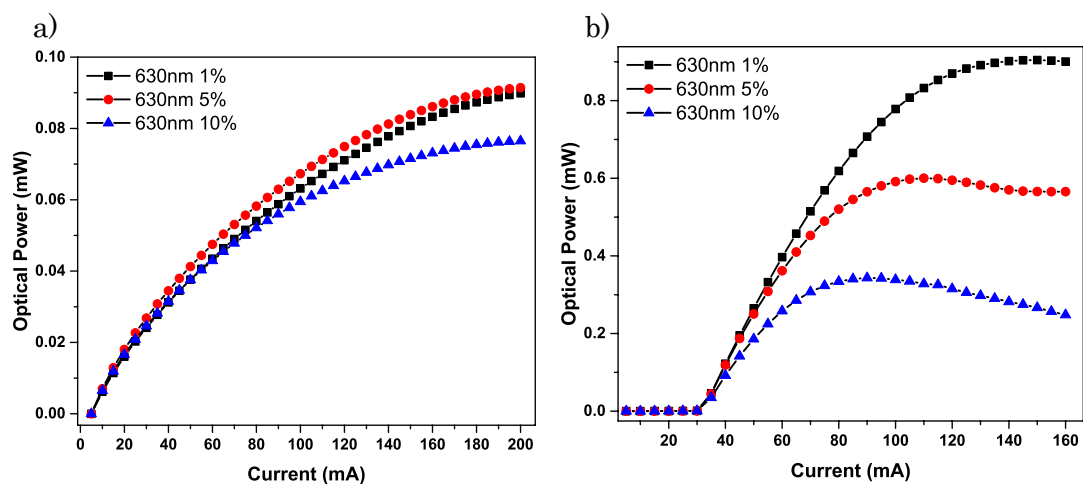 a)
630nm 1%
630nm 5%
630nm 10%
Optical Power (mW)
0.10
0.08
0.06
0.04
0.02
0.00
20 40 60 80 100 120 140 160 180 200
Current (mA)
b)
630nm 1%
630nm 5%
630nm 10%
Optical Power (mW)
0.8
0.6
0.4
0.2
0.0
20 40 60 80 100 120 140 160
Current (mA)